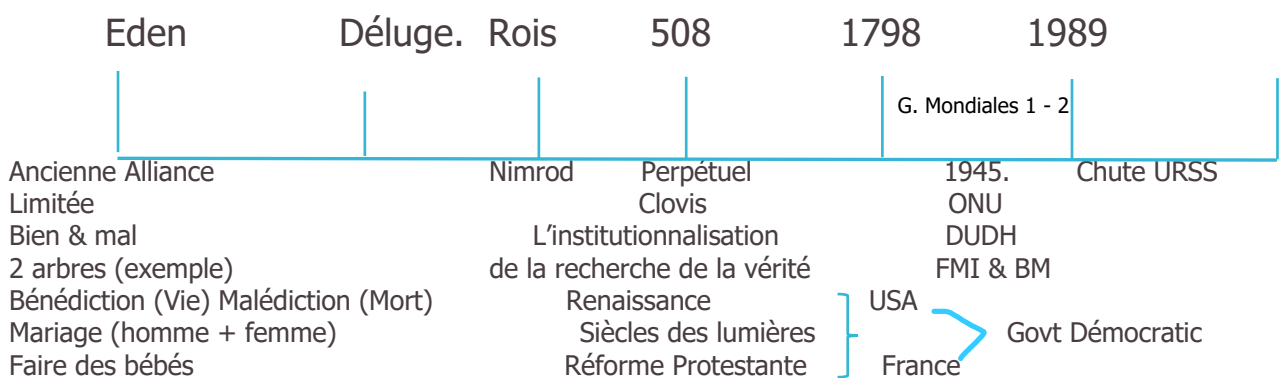 Eden Déluge. Rois 508 1798 1989
G. Mondiales 1 - 2
Ancienne Alliance Nimrod Perpétuel 1945. Chute URSS
Limitée Clovis ONU
Bien & mal L'institutionnalisation DUDH
2 arbres (exemple) de la recherche de la vérité FMI & BM
Bénédiction (Vie) Malédiction (Mort) Renaissance USA
Mariage (homme + femme) Siècles des lumières Govt Démocratic
Faire des bébés Réforme Protestante France